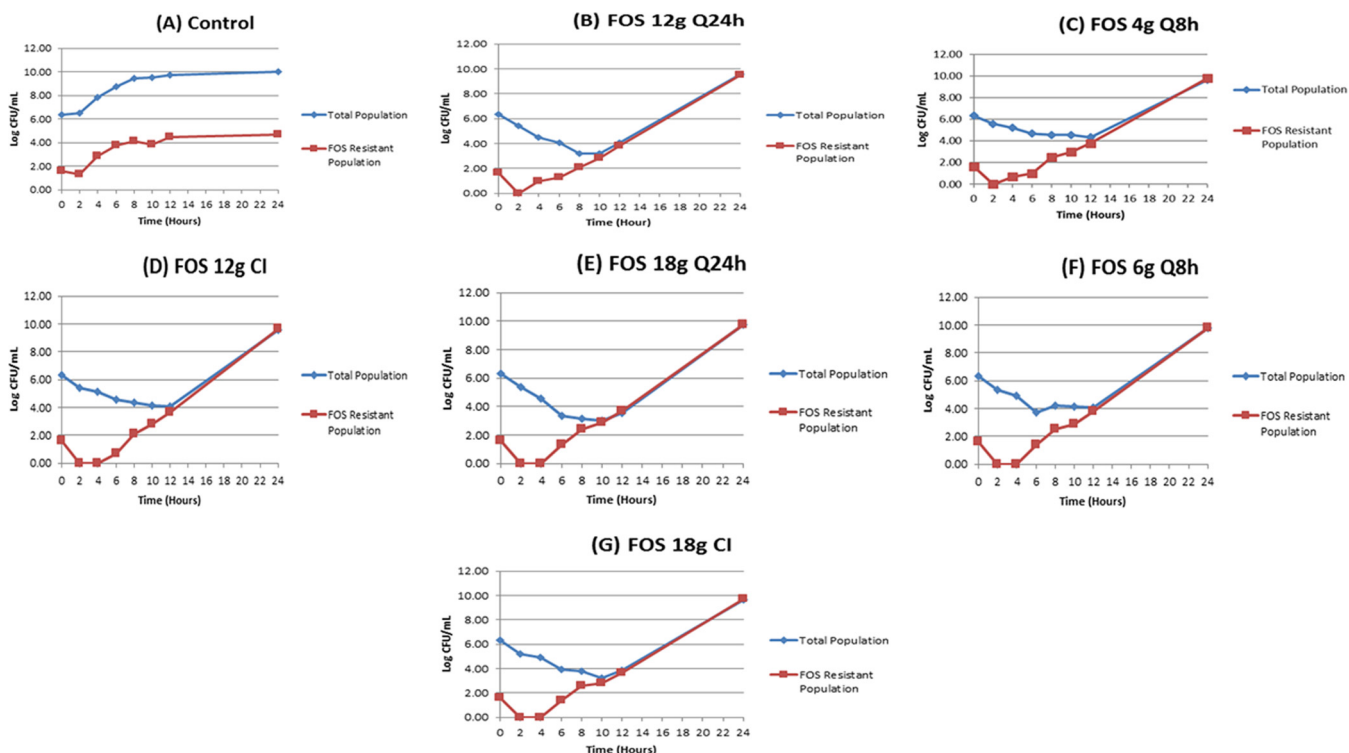 (A) Control
12.00
10.00
8.00
6.00
4.00
2.00
0.00
Log CFU/mL
0 2 4 6 8 10 12 14 16 18 20 22 24
Time (Hours)
Total Population
FOS Resistant
Population
(B) FOS 12g Q24h
12.00
10.00
8.00
6.00
4.00
2.00
0.00
Log CFU/mL
0 2 4 6 8 10 12 14 16 18 20 22 24
Time (Hour)
Total Population
FOS Resistant
Population
(C) FOS 4g Q8h
12.00
10.00
8.00
6.00
4.00
2.00
0.00
Log CFU/mL
0 2 4 6 8 10 12 14 16 18 20 22 24
Time (Hours)
Total Population
FOS Resistant
Population
(D) FOS 12g CI
12.00
10.00
8.00
6.00
4.00
2.00
0.00
Log CFU/mL
0 2 4 6 8 10 12 14 16 18 20 22 24
Time (Hours)
Total Population
FOS Resistant
Population
(E) FOS 18g Q24h
12.00
10.00
8.00
6.00
4.00
2.00
0.00
Log CFU/mL
0 2 4 6 8 10 12 14 16 18 20 22 24
Time (Hours)
Total Population
FOS Resistant
Population
(F) FOS 6g Q8h
12.00
10.00
8.00
6.00
4.00
2.00
0.00
Log CFU/mL
0 2 4 6 8 10 12 14 16 18 20 22 24
Time (Hours)
Total Population
FOS Resistant
Population
(G) FOS 18g CI
12.00
10.00
8.00
6.00
4.00
2.00
0.00
Log CFU/mL
0 2 4 6 8 10 12 14 16 18 20 22 24
Time (Hours)
Total Population
FOS Resistant
Population